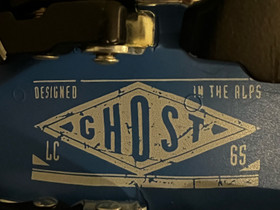 DESIGNED IN THE ALPS
GHOST
LC 65